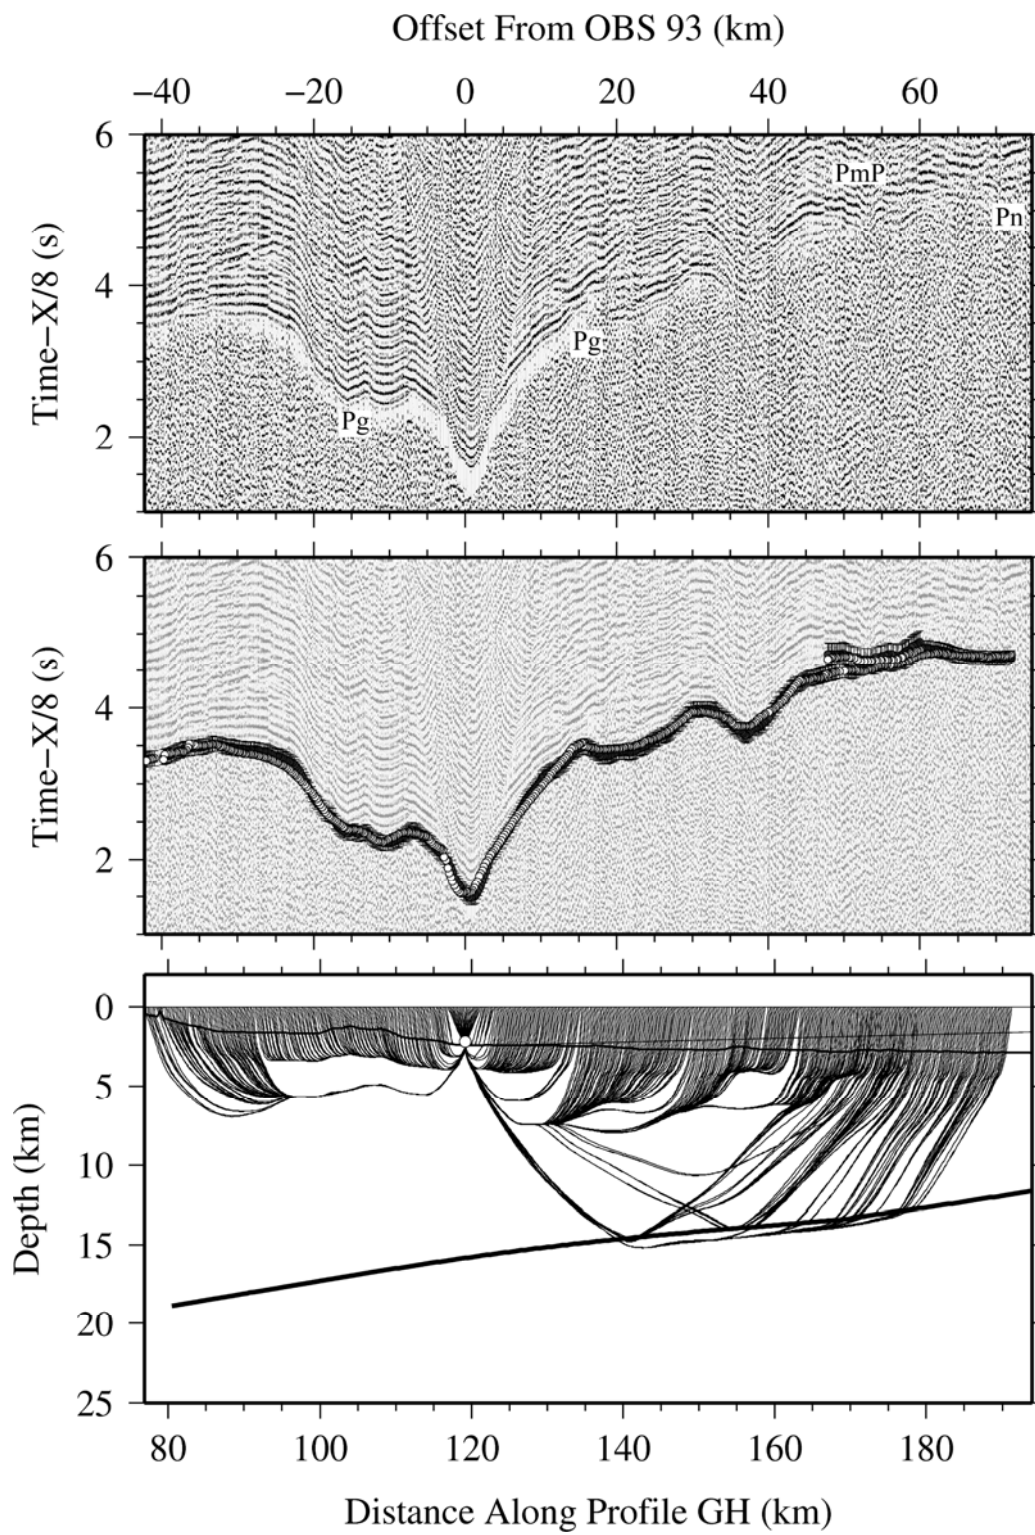 Offset From OBS 93 (km)
−40 −20 0 20 40 60
6
4
2
Time−X/8 (s)
PmP
Pn
Pg
Pg
6
4
2
Time−X/8 (s)
0
5
10
15
20
25
Depth (km)
80 100 120 140 160 180
Distance Along Profile GH (km)